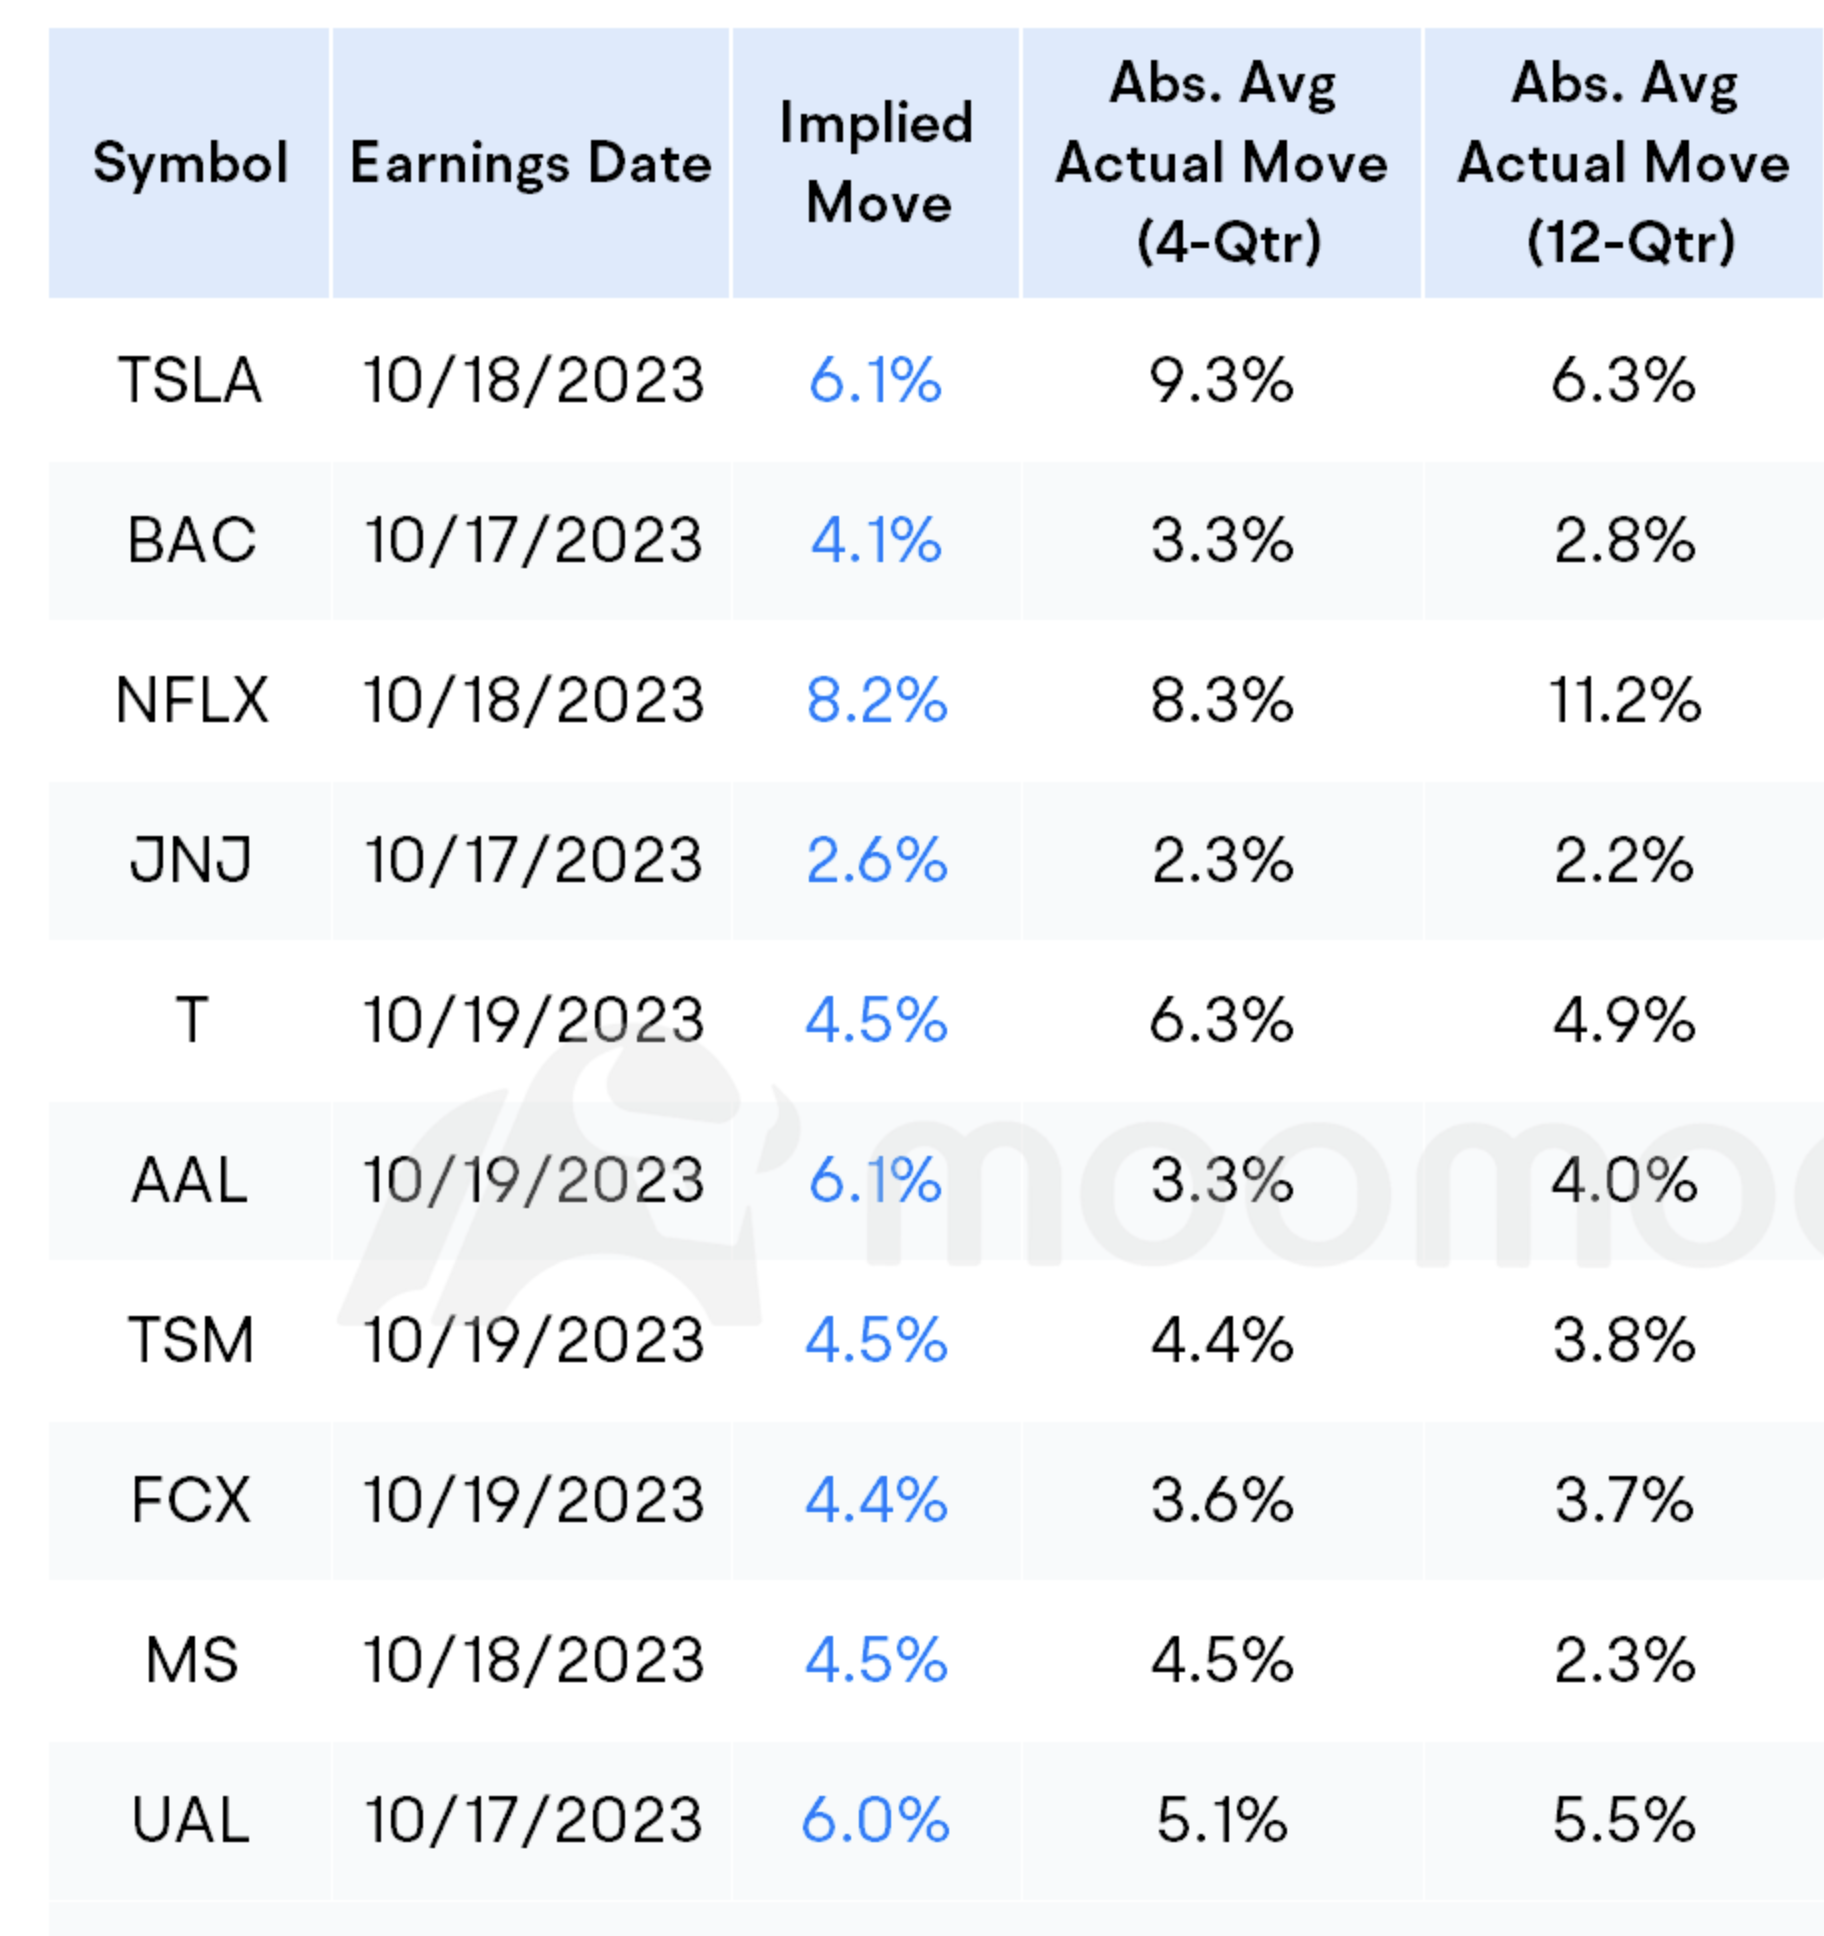 Symbol Earnings Date Implied Move Abs. Avg Actual Move (4-Qtr) Abs. Avg Actual Move (12-Qtr)
TSLA 10/18/2023 6.1% 9.3% 6.3%
BAC 10/17/2023 4.1% 3.3% 2.8%
NFLX 10/18/2023 8.2% 8.3% 11.2%
JNJ 10/17/2023 2.6% 2.3% 2.2%
T 10/19/2023 4.5% 6.3% 4.9%
AAL 10/19/2023 6.1% 3.3% 4.0%
moomoo
TSM 10/19/2023 4.5% 4.4% 3.8%
FCX 10/19/2023 4.4% 3.6% 3.7%
MS 10/18/2023 4.5% 4.5% 2.3%
UAL 10/17/2023 6.0% 5.1% 5.5%